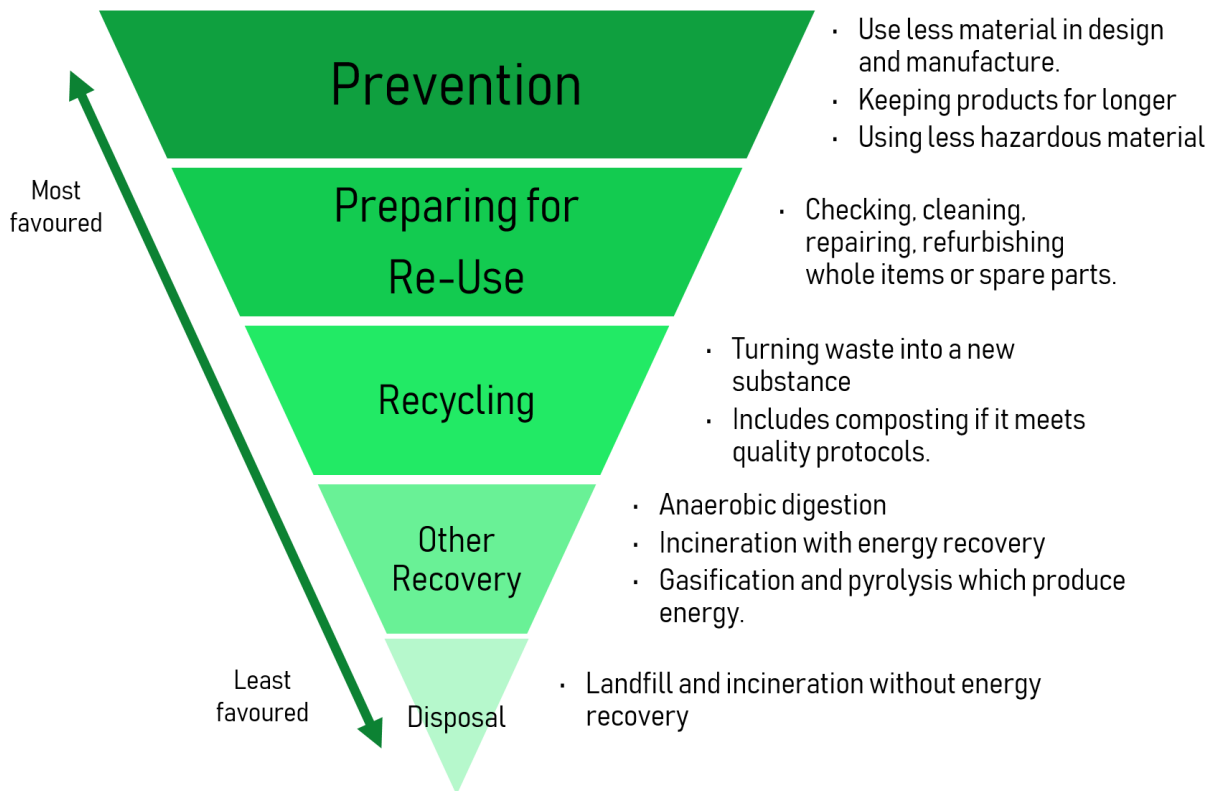 Prevention
· Use less material in design
and manufacture.
· Keeping products for longer
· Using less hazardous material
Most
favoured
Preparing for
Re-Use
· Checking, cleaning,
repairing, refurbishing
whole items or spare parts.
Recycling
· Turning waste into a new
substance
· Includes composting if it meets
quality protocols.
Other
Recovery
· Anaerobic digestion
· Incineration with energy recovery
· Gasification and pyrolysis which produce
energy.
Least
favoured
Disposal
· Landfill and incineration without energy
recovery